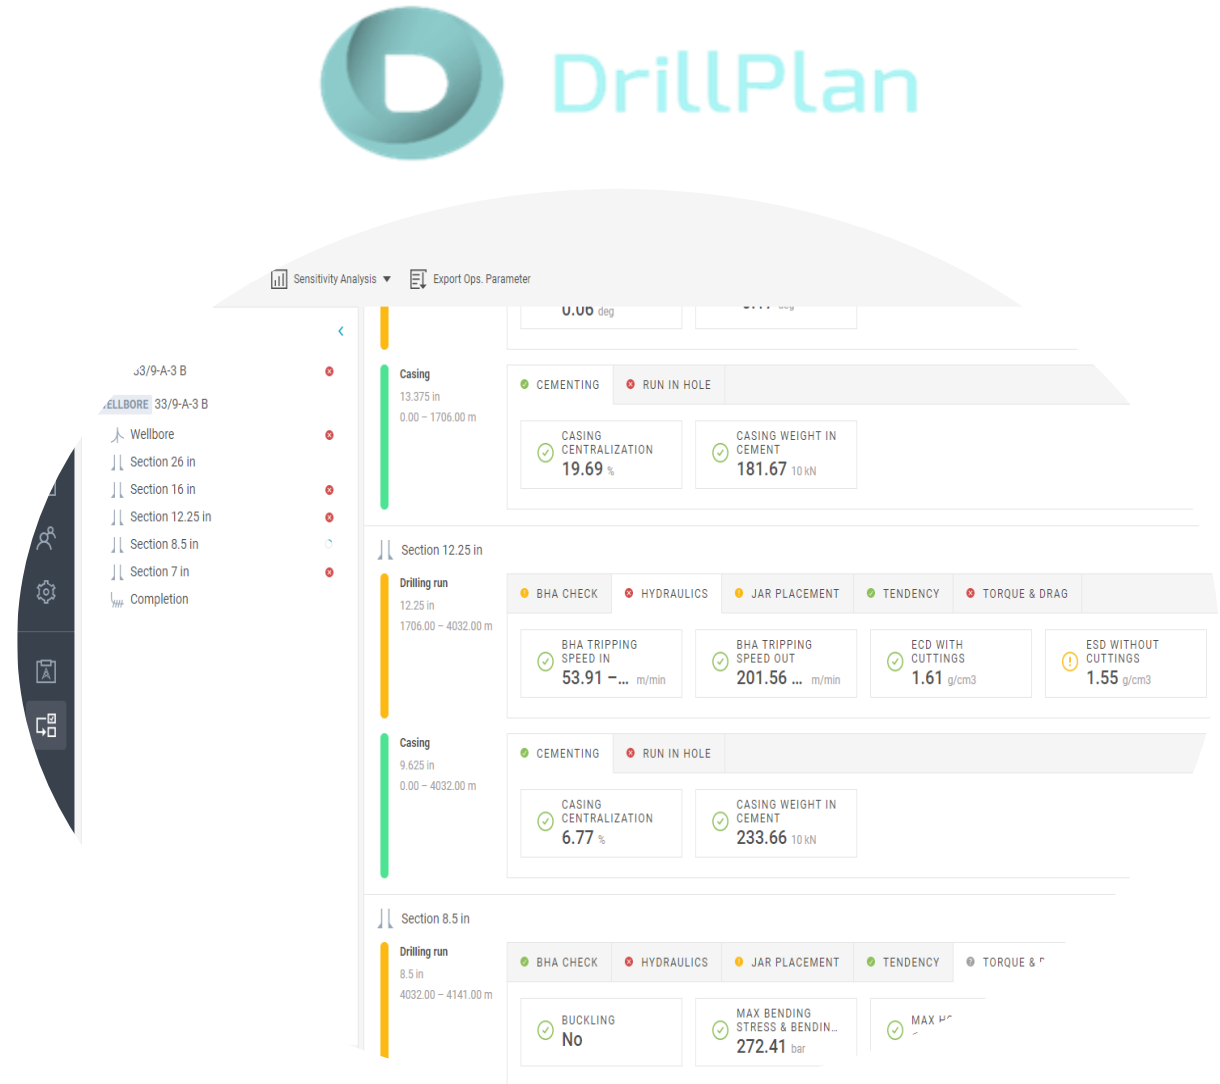 DrillPlan
Sensitivity Analysis
Export Ops. Parameter
0.06 deg
deg
33/9-A-3 B
33/9-A-3 B
Wellbore
Section 26 in
Section 16 in
Section 12.25 in
Section 8.5 in
Section 7 in
Completion
Casing
13.375 in
0.00 – 1706.00 m
CEMENTING
RUN IN HOLE
CASING
CENTRALIZATION
19.69 %
CASING WEIGHT IN
CEMENT
181.67 10 kN
Section 12.25 in
Drilling run
12.25 in
1706.00 – 4032.00 m
BHA CHECK
HYDRAULICS
JAR PLACEMENT
TENDENCY
TORQUE & DRAG
BHA TRIPPING
SPEED IN
53.91 –... m/min
BHA TRIPPING
SPEED OUT
201.56 ... m/min
ECD WITH
CUTTINGS
1.61 g/cm3
ESD WITHOUT
CUTTINGS
1.55 g/cm3
Casing
9.625 in
0.00 – 4032.00 m
CEMENTING
RUN IN HOLE
CASING
CENTRALIZATION
6.77 %
CASING WEIGHT IN
CEMENT
233.66 10 kN
Section 8.5 in
Drilling run
8.5 in
4032.00 – 4141.00 m
BHA CHECK
HYDRAULICS
JAR PLACEMENT
TENDENCY
TORQUE &
BUCKLING
No
MAX BENDING
STRESS & BENDIN...
272.41 bar
MAX